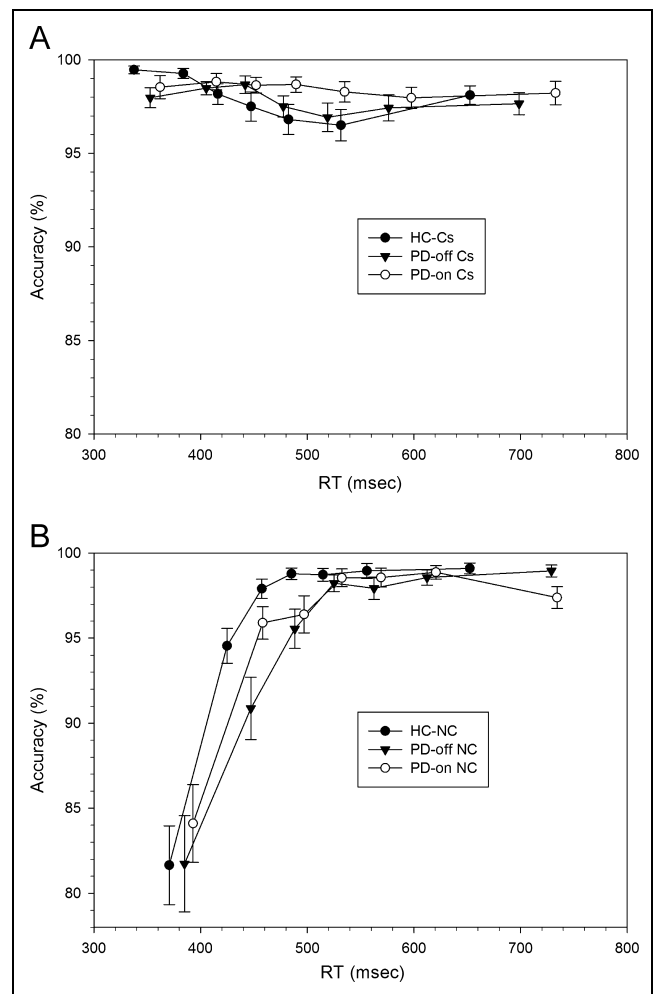 A
100
95
90
85
80
Accuracy (%)
HC-Cs
PD-off Cs
PD-on Cs
300 400 500 600 700 800
RT (msec)
B
100
95
90
85
80
Accuracy (%)
HC-NC
PD-off NC
PD-on NC
300 400 500 600 700 800
RT (msec)